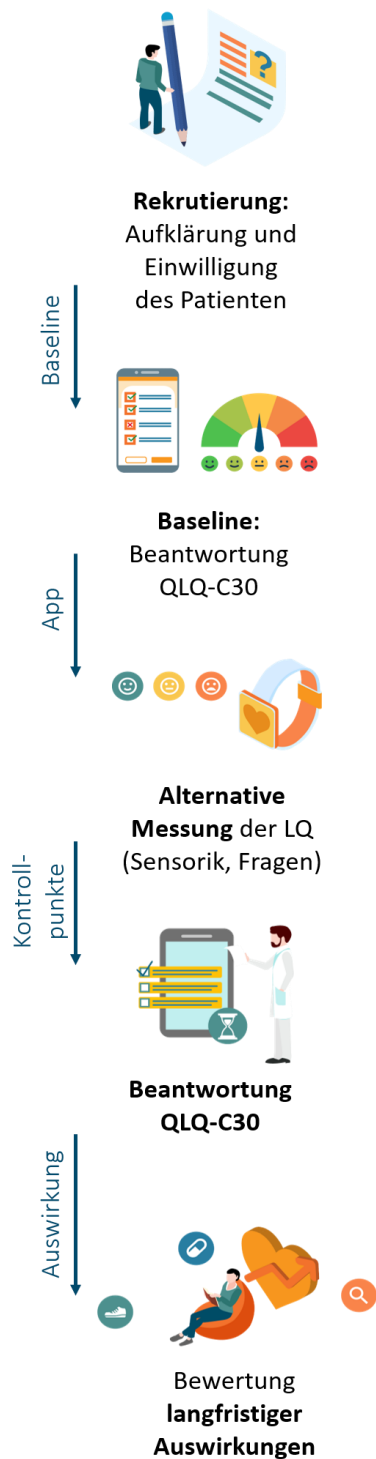 Rekrutierung:
Aufklärung und
Einwilligung
des Patienten
Baseline
Baseline:
Beantwortung
QLQ-C30
App
Alternative
Messung der LQ
(Sensorik, Fragen)
Kontroll-
punkte
Beantwortung
QLQ-C30
Auswirkung
Bewertung
langfristiger
Auswirkungen